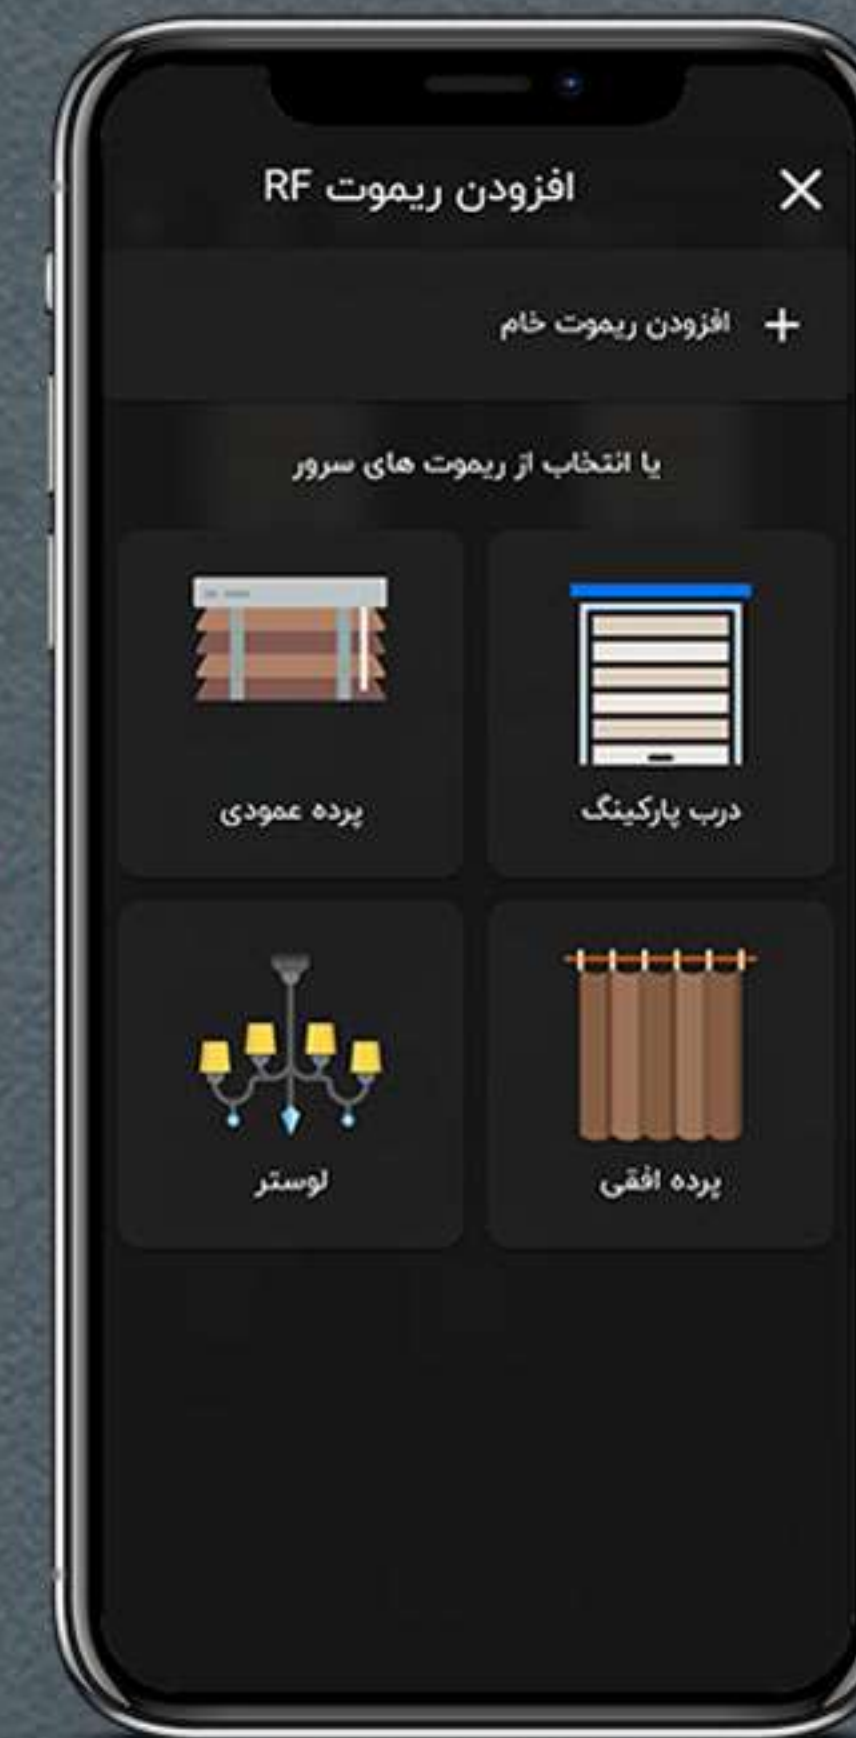 افزودن ریموت RF
افزودن ریموت خام
یا انتخاب از ریموت های سرور
درب پارکینگ
پرده عمودی
پرده افقی
لوستر